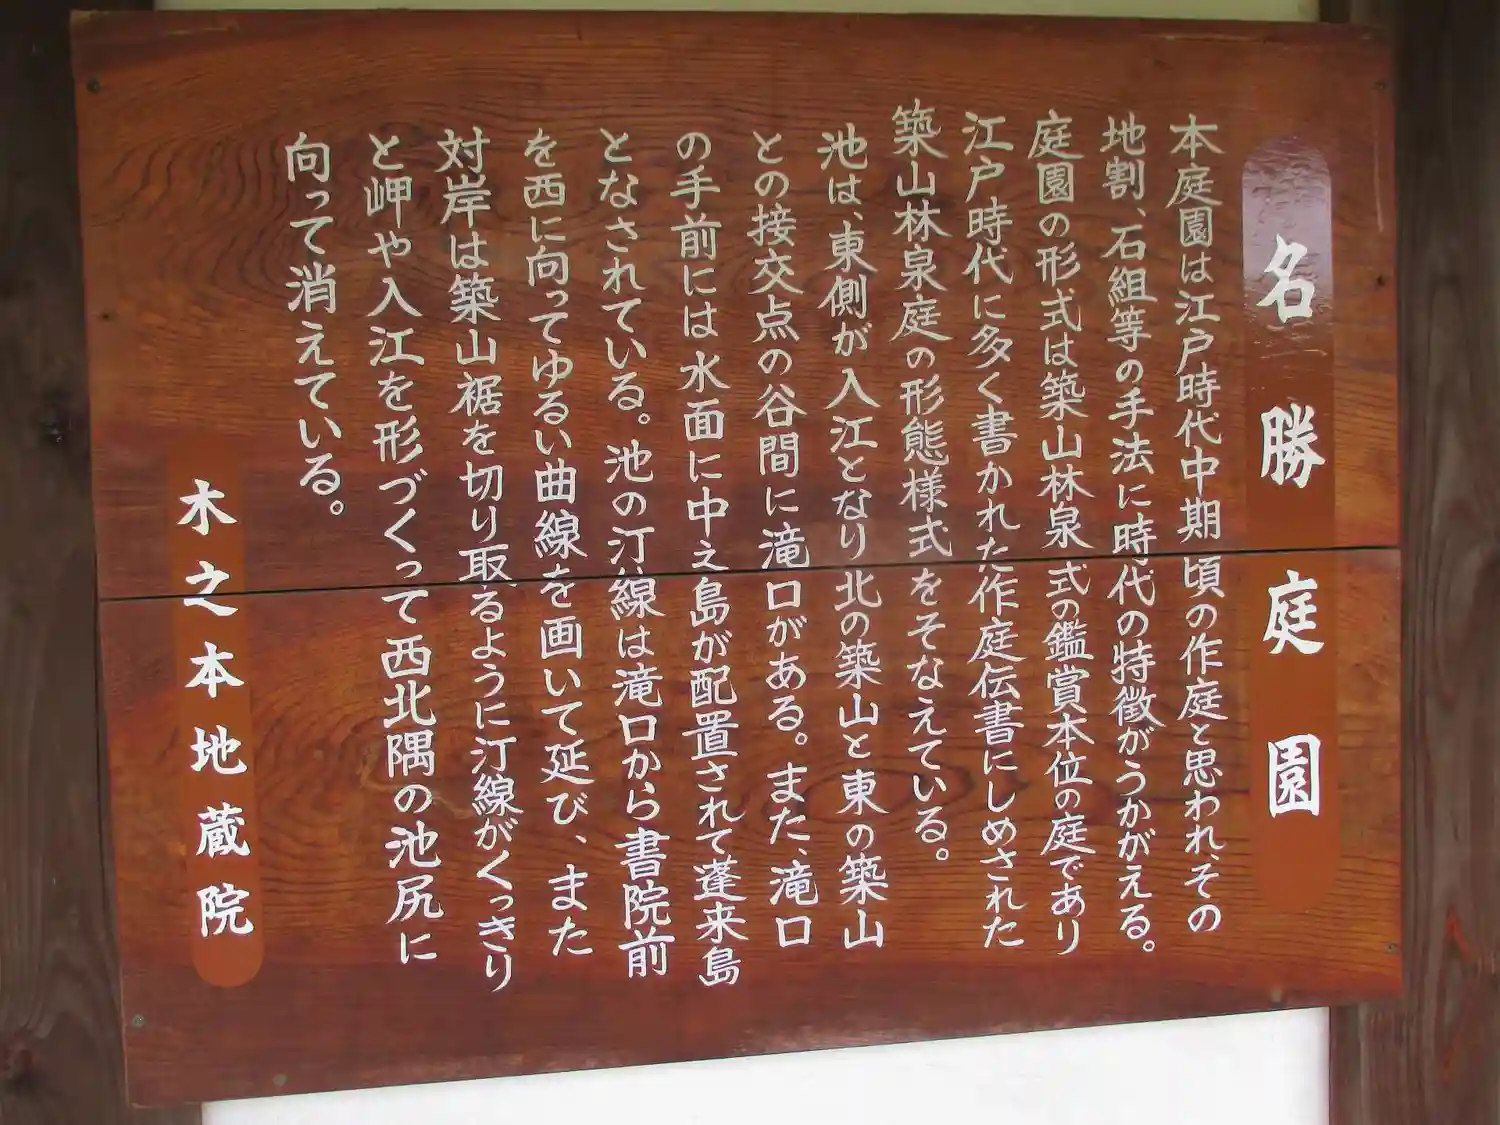 名勝庭園
本庭園は江戸時代中期頃の作庭と思われ、その
地割、石組等の手法に時代の特徴がうかがえる。
庭園の形式は築山林泉式の鑑賞本位の庭であり
江戸時代に多く書かれた作庭伝書にしめされた
築山林泉庭の形態様式をそなえている。
池は、東側が入江となり北の築山と東の築山
との接交点の谷間に滝口がある。また、滝口
の手前には水面に中え島が配置されて蓬来島
となされている。池の汀線は滝口から書院前
を西に向ってゆるい曲線を画いて延び、また
対岸は築山裾を切り取るように汀線がくっきり
と岬や入江を形づくって西北隅の池尻に
向って消えている。
木之本地蔵院